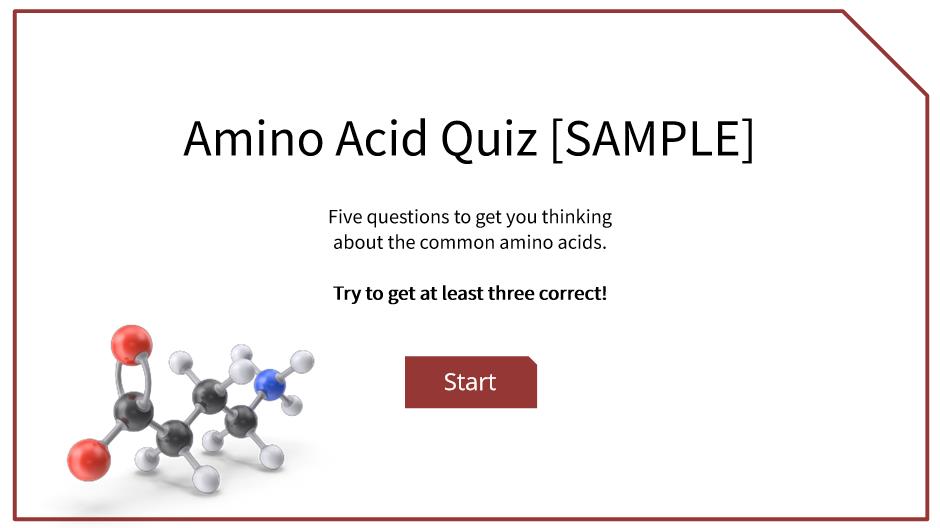 Amino Acid Quiz [SAMPLE]
Five questions to get you thinking
about the common amino acids.
Try to get at least three correct!
Start